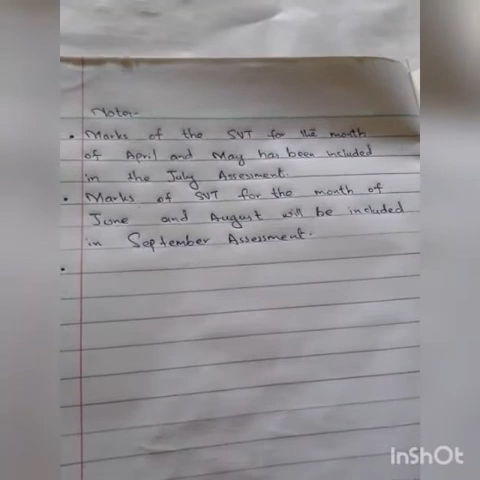 Note:-
• Marks of the SVT for the month
of April and May has been included
in the July Assesment.
• Marks of SVT for the month of
June and August will be included
in September Assessment.
•
InShOt